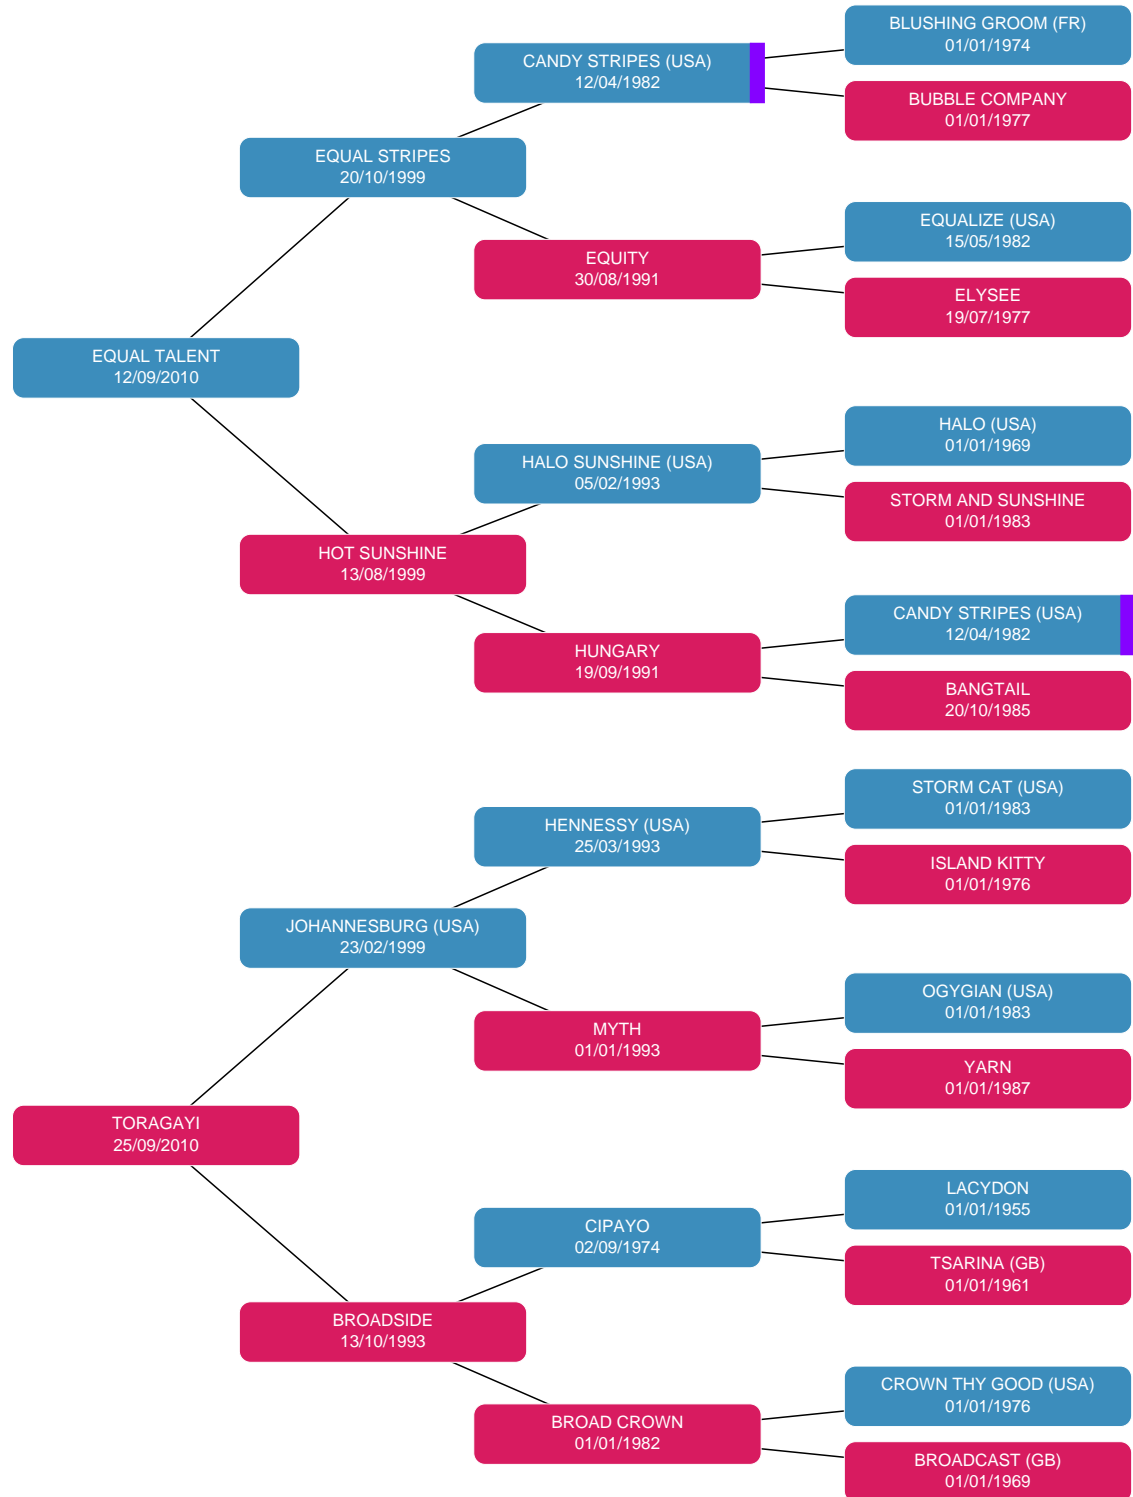 BLUSHING GROOM (FR)
01/01/1974
CANDY STRIPES (USA)
12/04/1982
BUBBLE COMPANY
01/01/1977
EQUAL STRIPES
20/10/1999
EQUALIZE (USA)
15/05/1982
EQUITY
30/08/1991
ELYSEE
19/07/1977
EQUAL TALENT
12/09/2010
HALO (USA)
01/01/1969
HALO SUNSHINE (USA)
05/02/1993
STORM AND SUNSHINE
01/01/1983
HOT SUNSHINE
13/08/1999
CANDY STRIPES (USA)
12/04/1982
HUNGARY
19/09/1991
BANGTAIL
20/10/1985
STORM CAT (USA)
01/01/1983
HENNESSY (USA)
25/03/1993
ISLAND KITTY
01/01/1976
JOHANNESBURG (USA)
23/02/1999
OGYGIAN (USA)
01/01/1983
MYTH
01/01/1993
YARN
01/01/1987
TORAGAYI
25/09/2010
LACYDON
01/01/1955
CIPAYO
02/09/1974
TSARINA (GB)
01/01/1961
BROADSIDE
13/10/1993
CROWN THY GOOD (USA)
01/01/1976
BROAD CROWN
01/01/1982
BROADCAST (GB)
01/01/1969